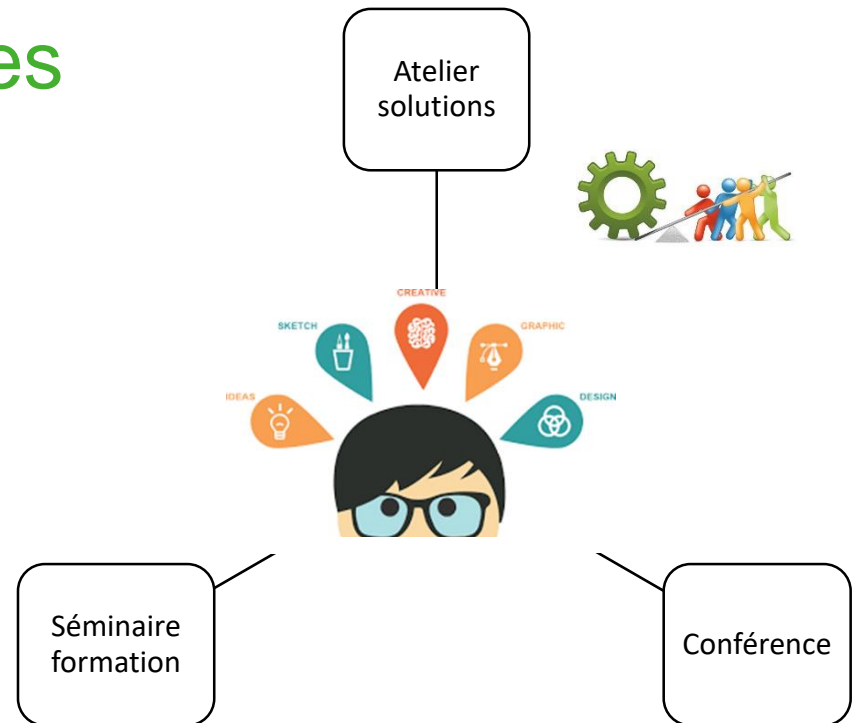 es
Atelier
solutions
CREATIVE
SKETCH
GRAPHIC
IDEAS
DESIGN
Séminaire
formation
Conférence